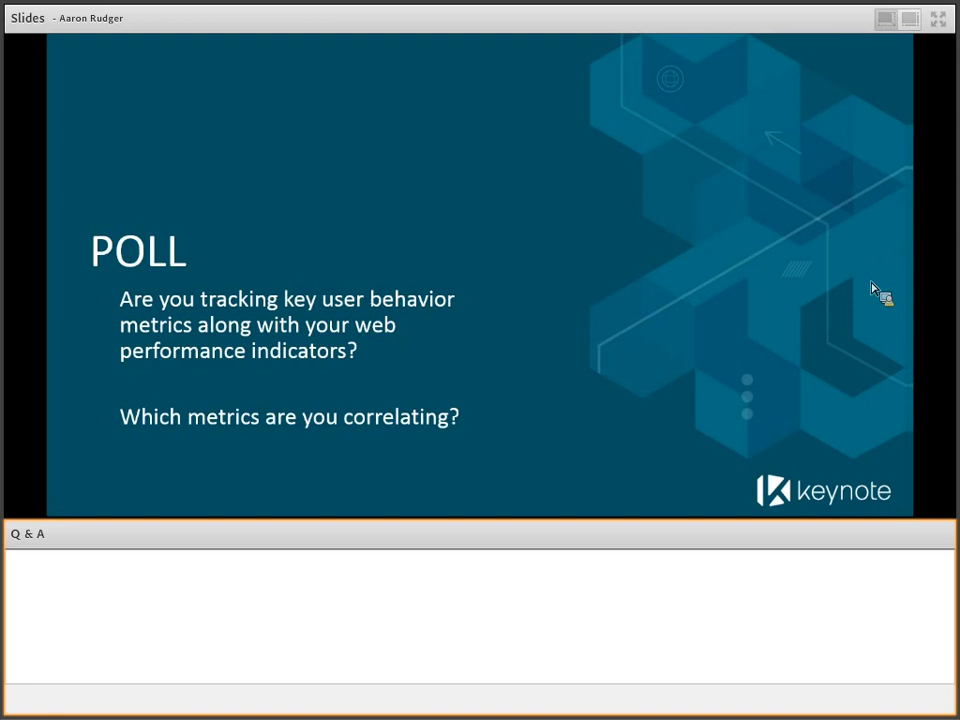 Slides - Aaron Rudger
POLL
Are you tracking key user behavior
metrics along with your web
performance indicators?
Which metrics are you correlating?
keynote
Q & A